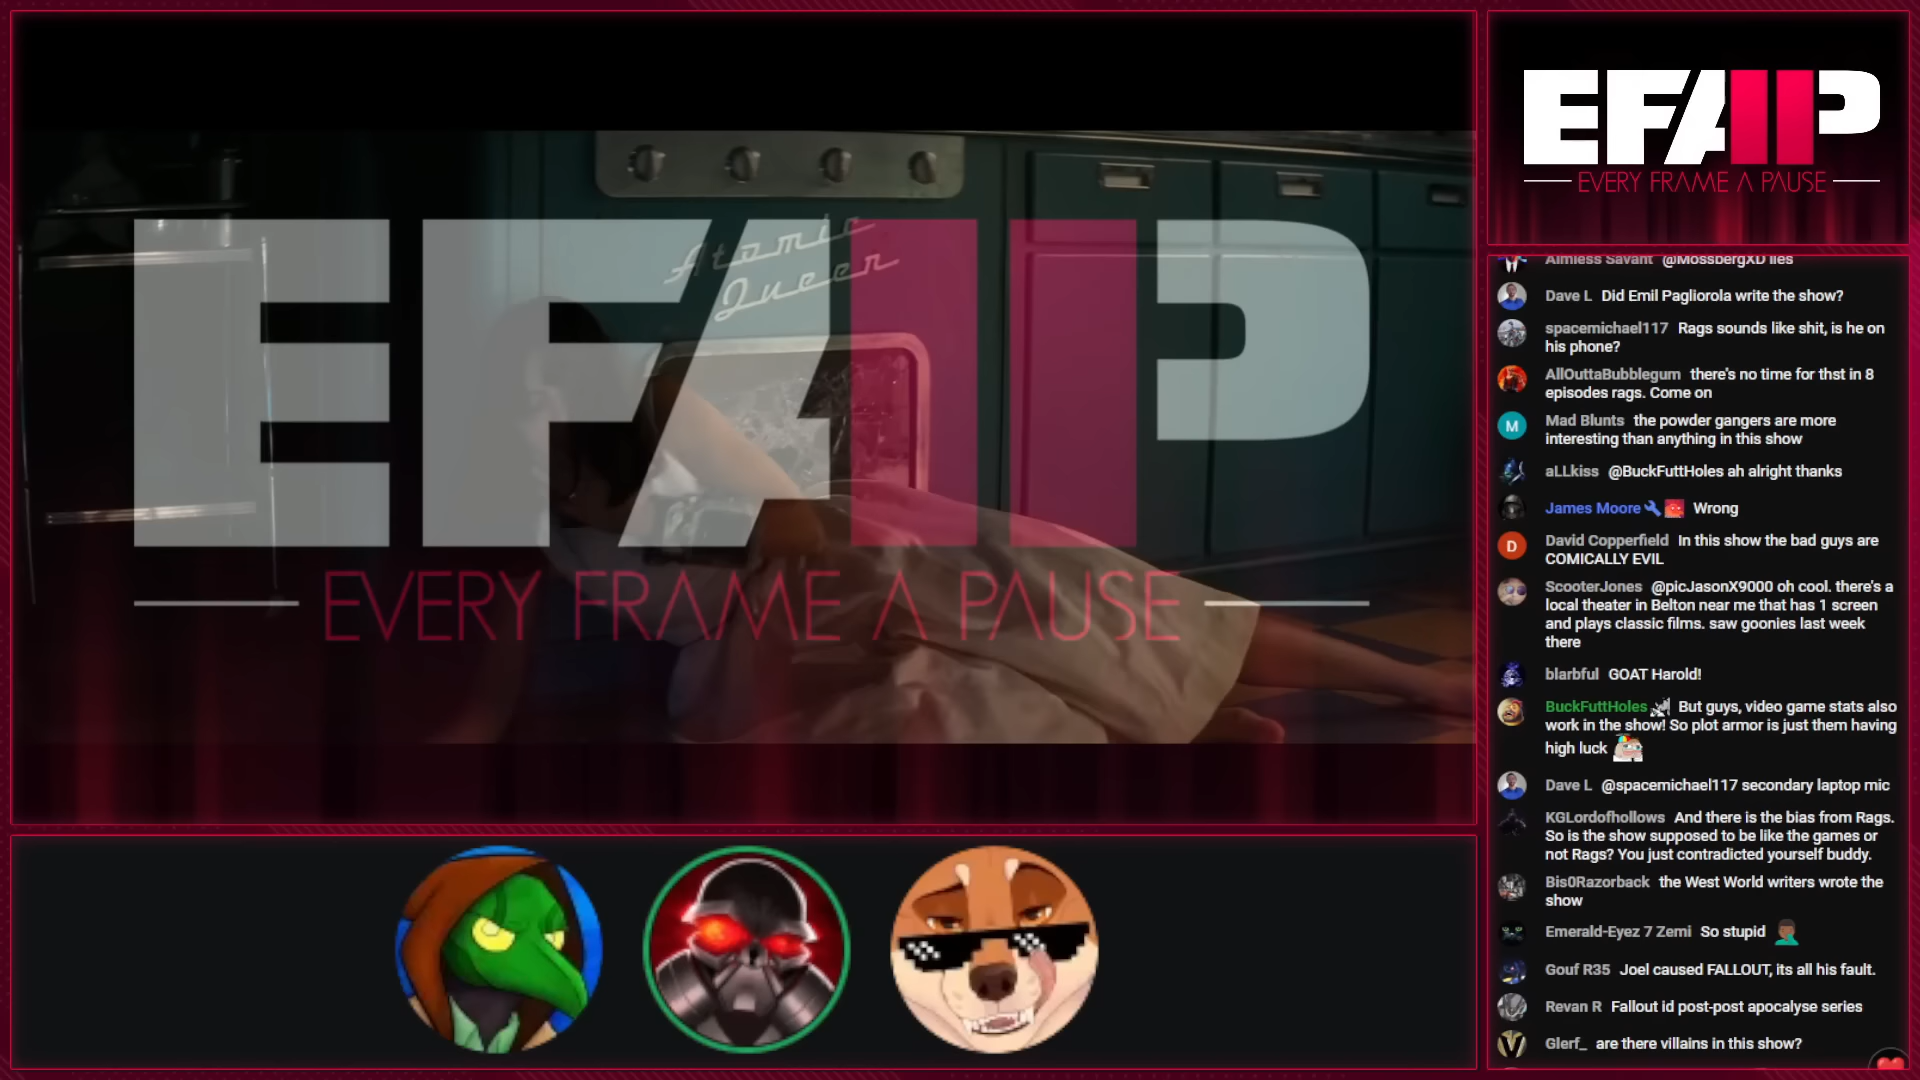 Atomic
Queen
EFAP
EVERY FRAME A PAUSE
EFAP
EVERY FRAME A PAUSE
Aimless Savant @MossbergXD lies
Dave L Did Emil Pagliorola write the show?
spacemichael117 Rags sounds like shit, is he on
his phone?
AllOuttaBubblegum there's no time for thst in 8
episodes rags. Come on
M
Mad Blunts the powder gangers are more
interesting than anything in this show
aLLkiss @BuckFuttHoles ah alright thanks
James Moore Wrong
D
David Copperfield In this show the bad guys are
COMICALLY EVIL
ScooterJones @picJasonX9000 oh cool. there's a
local theater in Belton near me that has 1 screen
and plays classic films. saw goonies last week
there
blarbful GOAT Harold!
BuckFuttHoles But guys, video game stats also
work in the show! So plot armor is just them having
high luck
Dave L @spacemichael117 secondary laptop mic
KGLordofhollows And there is the bias from Rags.
So is the show supposed to be like the games or
not Rags? You just contradicted yourself buddy.
Bis0Razorback the West World writers wrote the
show
Emerald-Eyez 7 Zemi So stupid
Gouf R35 Joel caused FALLOUT, its all his fault.
Revan R Fallout id post-post apocalyse series
Glerf_ are there villains in this show?